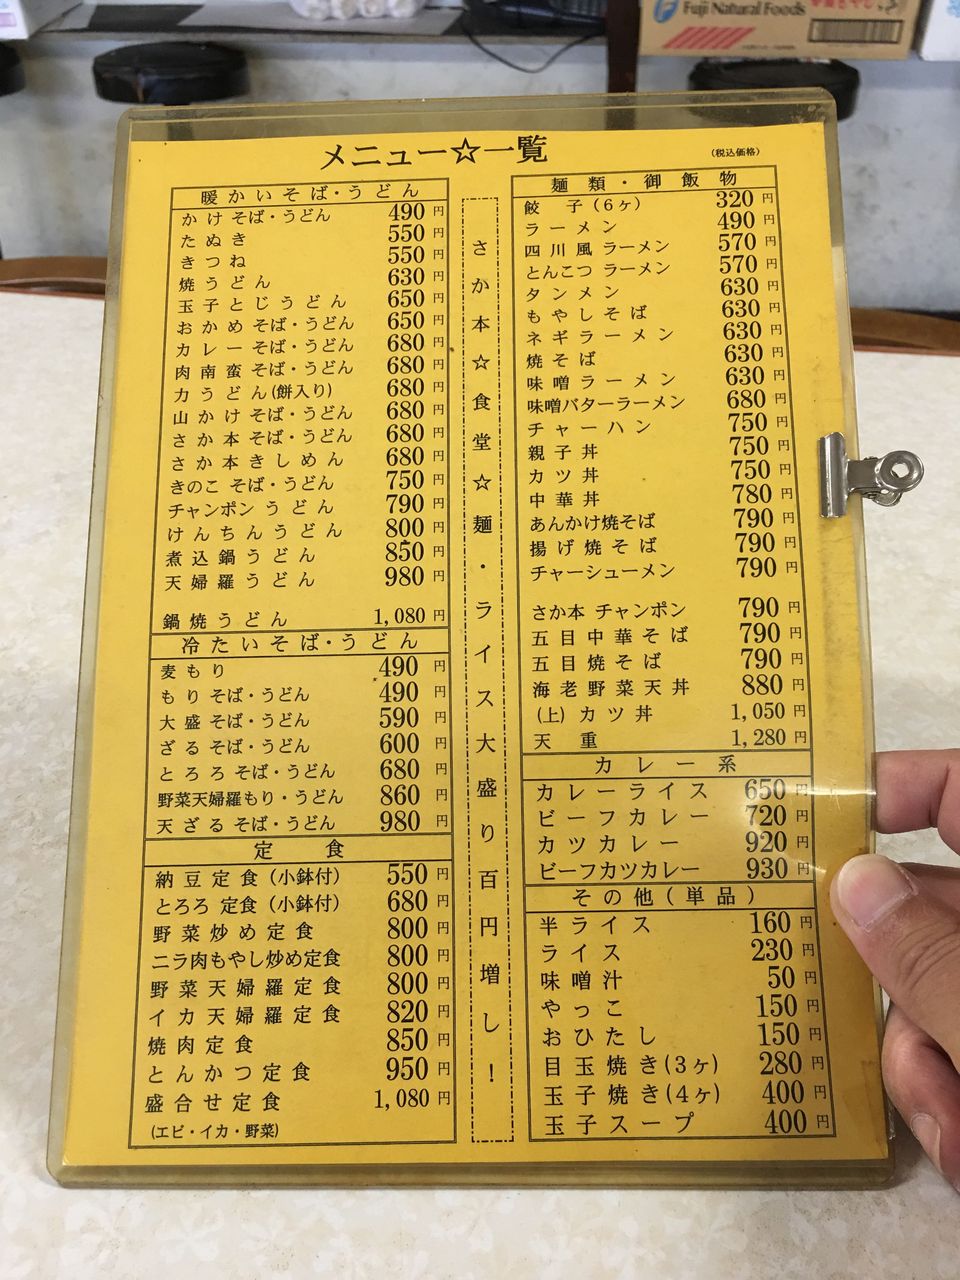 Fuji Natural Foods
メニュー☆一覧
(税込価格)
暖かいそば・うどん
かけそば・うどん 490円
たぬき 550円
きつね 550円
焼うどん 630円
玉子とじうどん 650円
おかめそば・うどん 650円
カレーそば・うどん 680円
肉南蛮そば・うどん 680円
力うどん(餅入り) 680円
山かけそば・うどん 680円
さか本そば・うどん 680円
さか本きしめん 680円
きのこそば・うどん 750円
チャンポンうどん 790円
けんちんうどん 800円
煮込鍋うどん 850円
天婦羅うどん 980円
鍋焼うどん 1,080円
冷たいそば・うどん
麦もり 490円
もりそば・うどん 490円
大盛そば・うどん 590円
ざるそば・うどん 600円
とろろそば・うどん 680円
野菜天婦羅もり・うどん 860円
天ざるそば・うどん 980円
定食
納豆定食(小鉢付) 550円
とろろ定食(小鉢付) 680円
野菜炒め定食 800円
ニラ肉もやし炒め定食 800円
野菜天婦羅定食 800円
イカ天婦羅定食 820円
焼肉定食 850円
とんかつ定食 950円
盛合せ定食 1,080円
(エビ・イカ・野菜)
さか本☆食堂☆麺・ライス大盛り百円増し！
麺類・御飯物
餃子(6ヶ) 320円
ラーメン 490円
四川風ラーメン 570円
とんこつラーメン 570円
タンメン 630円
もやしそば 630円
ネギラーメン 630円
焼そば 630円
味噌ラーメン 630円
味噌バターラーメン 680円
チャーハン 750円
親子丼 750円
カツ丼 750円
中華丼 780円
あんかけ焼そば 790円
揚げ焼そば 790円
チャーシューメン 790円
さか本チャンポン 790円
五目中華そば 790円
五目焼そば 790円
海老野菜天丼 880円
(上)カツ丼 1,050円
天重 1,280円
カレー系
カレーライス 650円
ビーフカレー 720円
カツカレー 920円
ビーフカツカレー 930円
その他(単品)
半ライス 160円
ライス 230円
味噌汁 50円
やっこ 150円
おひたし 150円
目玉焼き(3ヶ) 280円
玉子焼き(4ヶ) 400円
玉子スープ 400円